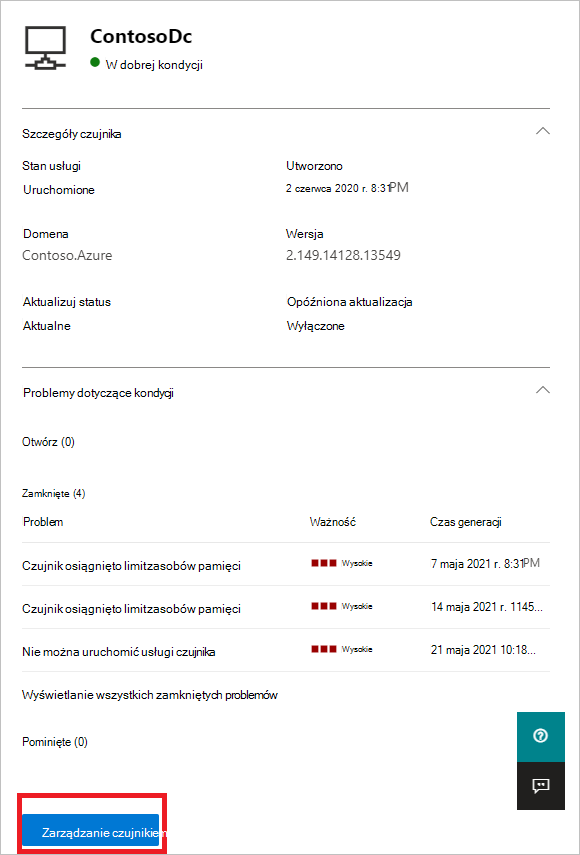 ContosoDc
W dobrej kondycji
Szczegóły czujnika
Stan usługi
Utworzono
Uruchomione
2 czerwca 2020 r. 8:31PM
Domena
Wersja
Contoso.Azure
2.149.14128.13549
Aktualizuj status
Opóźniona aktualizacja
Aktualne
Wyłączone
Problemy dotyczące kondycji
Otwórz (0)
Zamknięte (4)
Problem Ważność Czas generacji
Czujnik osiągnięto limitzasobów pamięci Wysokie 7 maja 2021 r. 8:31PM
Czujnik osiągnięto limitzasobów pamięci Wysokie 14 maja 2021 r. 1145...
Nie można uruchomić usługi czujnika Wysokie 21 maja 2021 10:18...
Wyświetlanie wszystkich zamkniętych problemów
Pominięte (0)
Zarządzanie czujnikiem